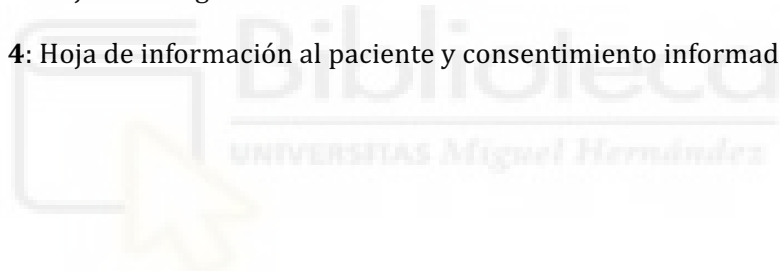 4: Hoja de información al paciente y consentimiento informad
Biblioteca
UNIVERSITAS Miguel Hernández